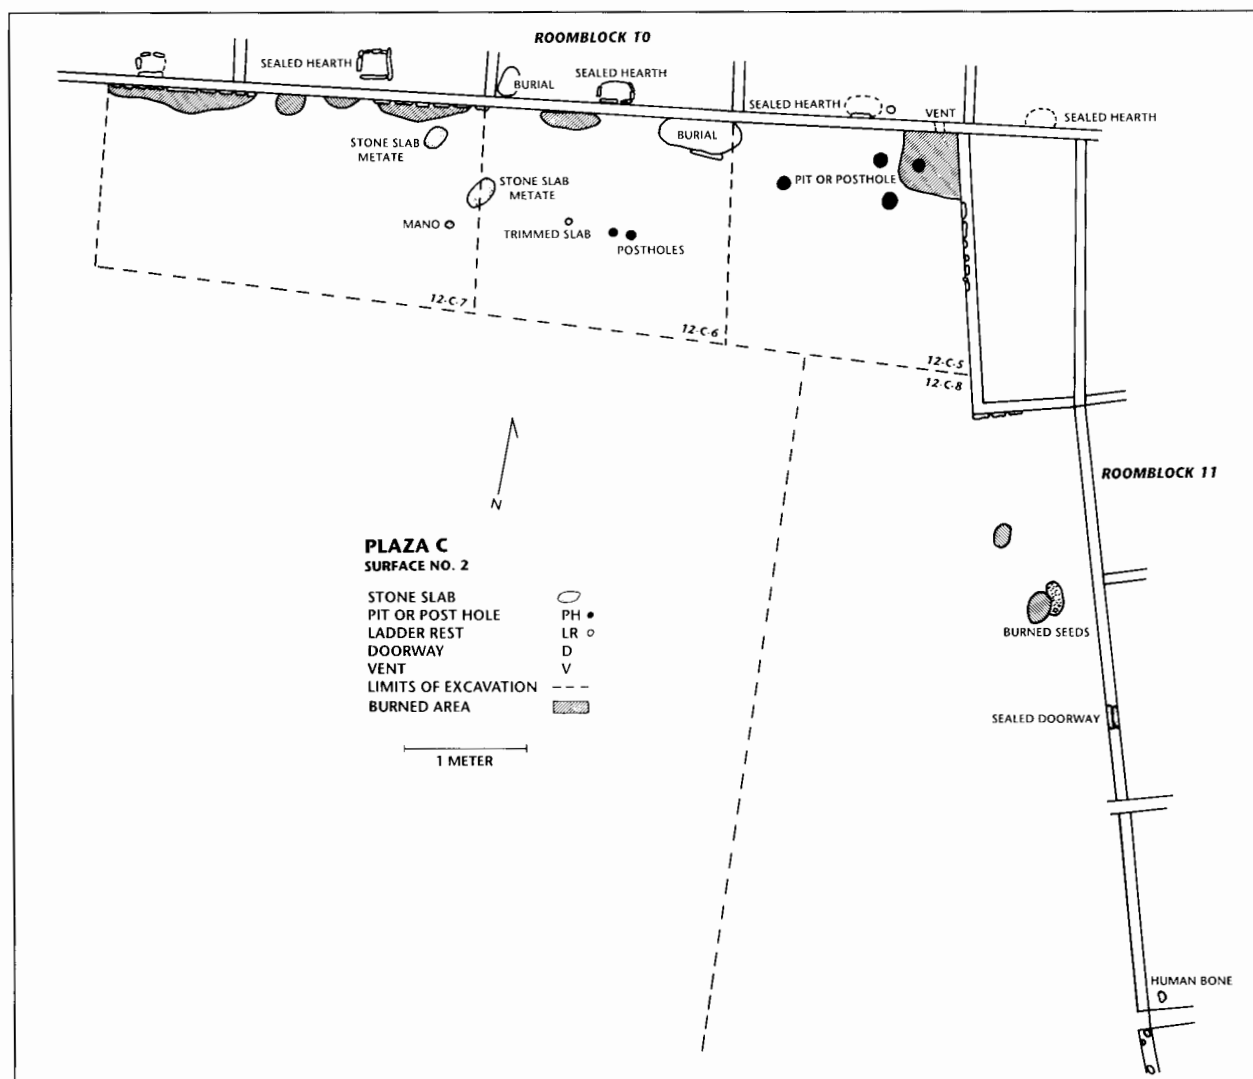 ROOMBLOCK 10
SEALED HEARTH
BURIAL
SEALED HEARTH
SEALED HEARTH
VENT
SEALED HEARTH
STONE SLAB
METATE
BURIAL
STONE SLAB
METATE
PIT OR POSTHOLE
MANO
TRIMMED SLAB
POSTHOLES
12-C-7
12-C-6
12-C-5
12-C-8
ROOMBLOCK 11
N
PLAZA C
SURFACE NO. 2
STONE SLAB
PIT OR POST HOLE PH
LADDER REST LR
DOORWAY D
VENT V
LIMITS OF EXCAVATION
BURNED AREA
1 METER
BURNED SEEDS
SEALED DOORWAY
HUMAN BONE